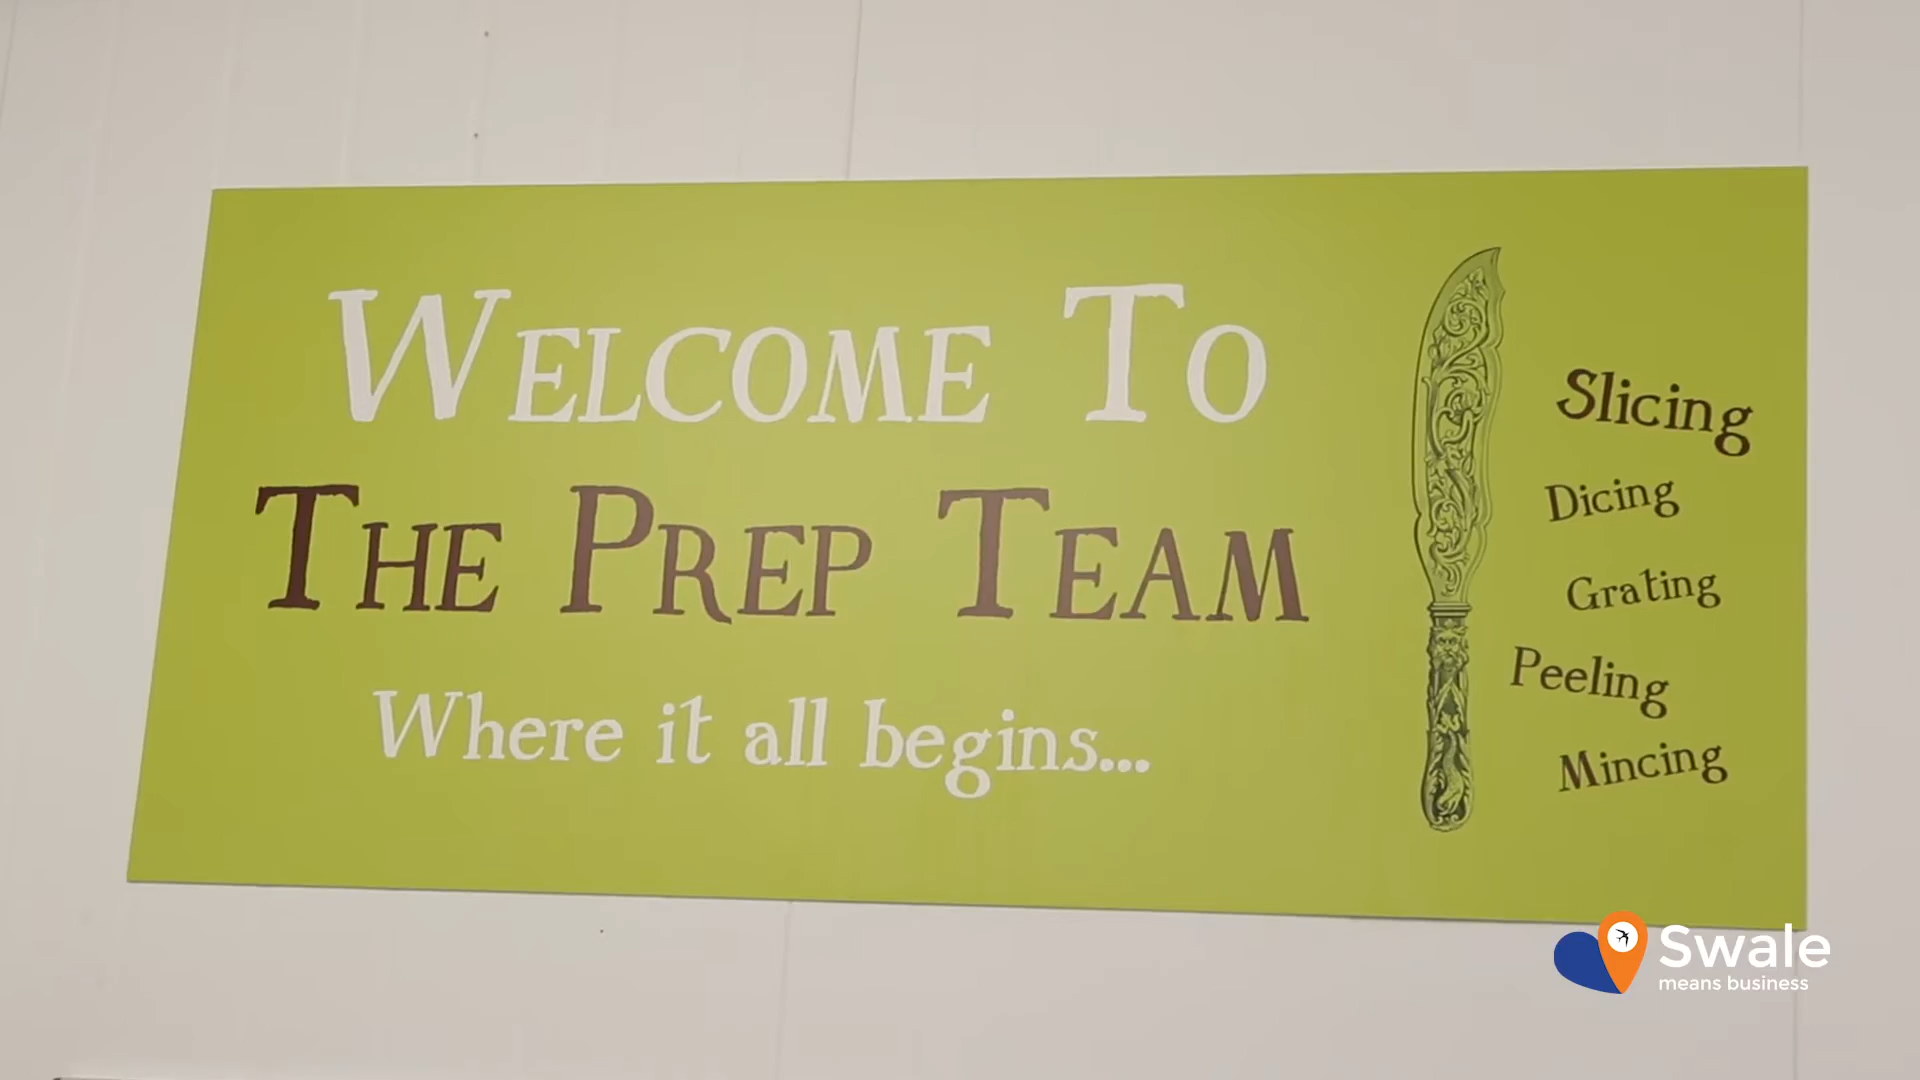 WELCOME TO
THE PREP TEAM
Where it all begins...
Slicing
Dicing
Grating
Peeling
Mincing
Swale
means business